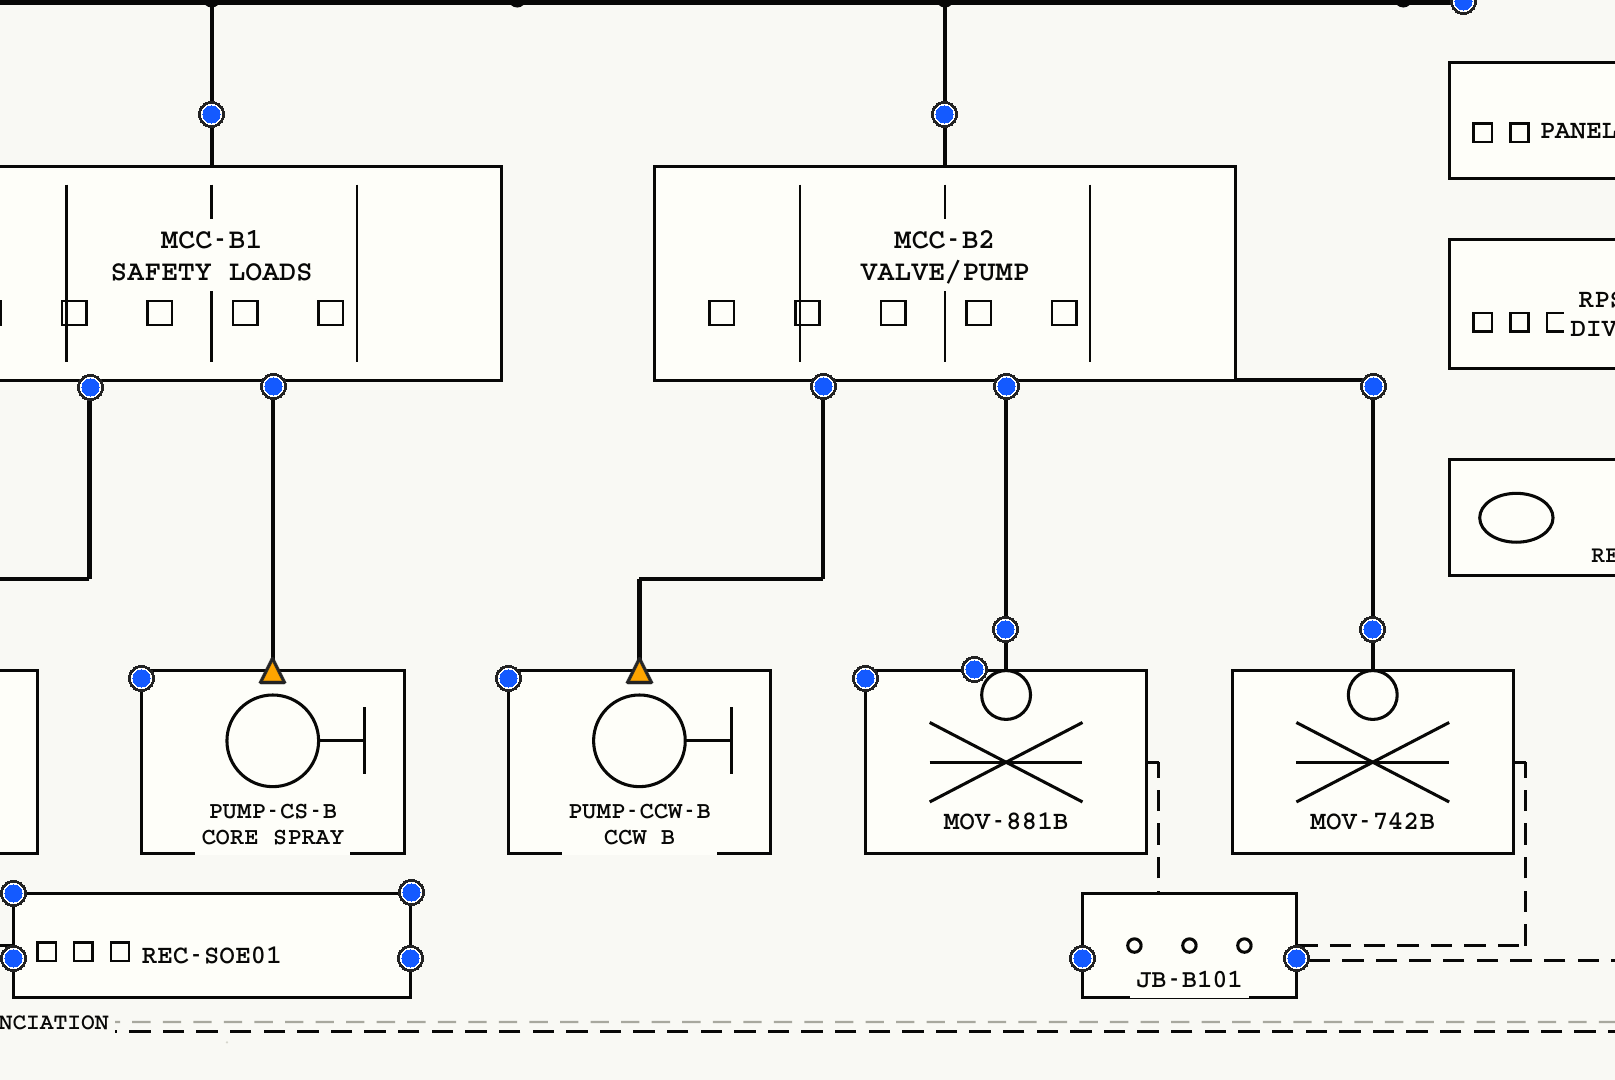 PANEL
MCC-B1
SAFETY LOADS
MCC-B2
VALVE/PUMP
RPS
DIV
RE
PUMP-CS-B
CORE SPRAY
PUMP-CCW-B
CCW B
MOV-881B
MOV-742B
REC-SOE01
JB-B101
NCIATION